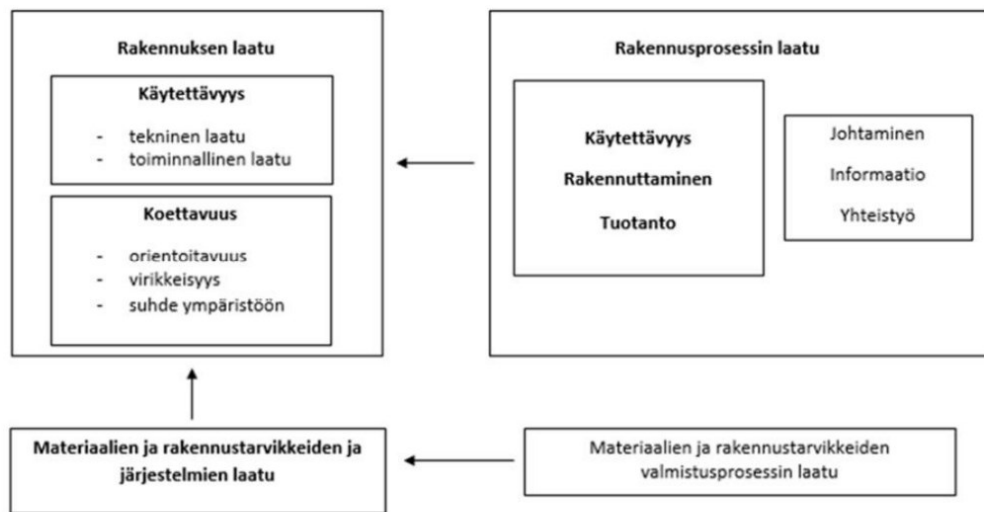 Rakennuksen laatu
Käytettävyys
- tekninen laatu
- toiminnallinen laatu
Koettavuus
- orientoitavuus
- virikkeisyys
- suhde ympäristöön
Rakennusprosessin laatu
Käytettävyys
Rakennuttaminen
Tuotanto
Johtaminen
Informaatio
Yhteistyö
Materiaalien ja rakennustarvikkeiden ja
järjestelmien laatu
Materiaalien ja rakennustarvikkeiden
valmistusprosessin laatu